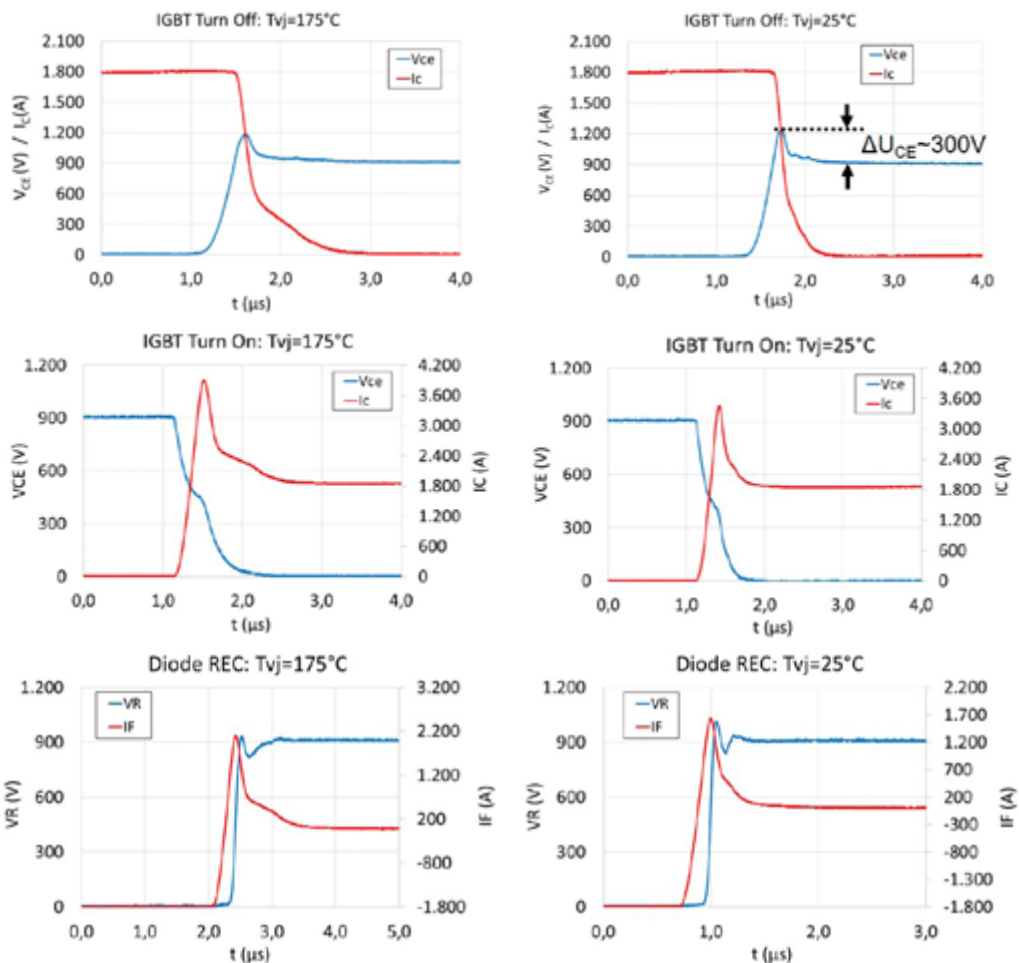 IGBT Turn Off: Tvj=175°C
2.100
1.800
1.500
1.200
900
600
300
0
V_CE (V) / I_C(A)
Vce
Ic
0,0 1,0 2,0 3,0 4,0
t (µs)
IGBT Turn Off: Tvj=25°C
2.100
1.800
1.500
1.200
900
600
300
0
V_CE (V) / I_C(A)
Vce
Ic
ΔU_CE~300V
0,0 1,0 2,0 3,0 4,0
t (µs)
IGBT Turn On: Tvj=175°C
1.200
900
600
300
0
VCE (V)
Vce
Ic
4.200
3.600
3.000
2.400
1.800
1.200
600
0
IC (A)
0,0 1,0 2,0 3,0 4,0
t (µs)
IGBT Turn On: Tvj=25°C
1.200
900
600
300
0
VCE (V)
Vce
Ic
4.200
3.600
3.000
2.400
1.800
1.200
600
0
IC (A)
0,0 1,0 2,0 3,0 4,0
t (µs)
Diode REC: Tvj=175°C
1.200
900
600
300
0
VR (V)
VR
IF
3.200
2.200
1.200
200
-800
-1.800
IF (A)
0,0 1,0 2,0 3,0 4,0 5,0
t (µs)
Diode REC: Tvj=25°C
1.200
900
600
300
0
VR (V)
VR
IF
2.200
1.700
1.200
700
200
-300
-800
-1.300
-1.800
IF (A)
0,0 1,0 2,0 3,0
t (µs)